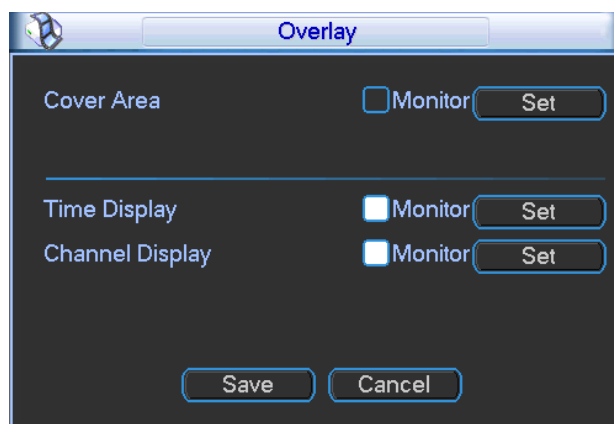 Overlay
Cover Area Monitor Set
Time Display Monitor Set
Channel Display Monitor Set
Save Cancel